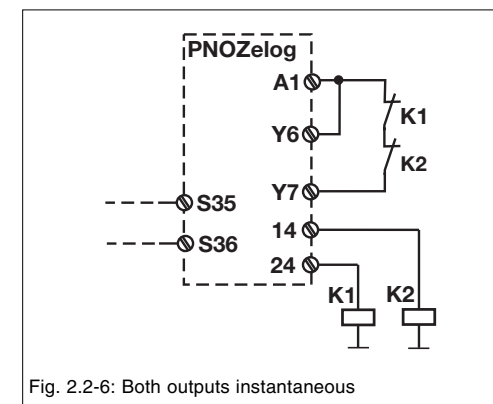 PNOZelog
A1
K1
Y6
K2
Y7
S35
14
S36
24
K1 K2
Fig. 2.2-6: Both outputs instantaneous